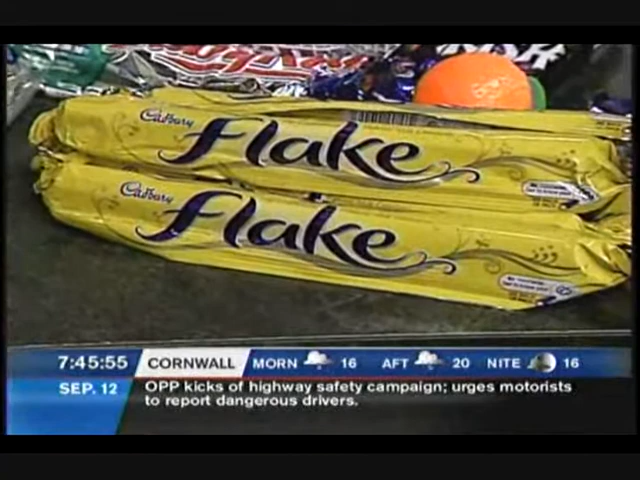 Cadbury
Flake
Cadbury
Flake
7:45:55 CORNWALL MORN 16 AFT 20 NITE 16
SEP. 12 OPP kicks of highway safety campaign; urges motorists
to report dangerous drivers.